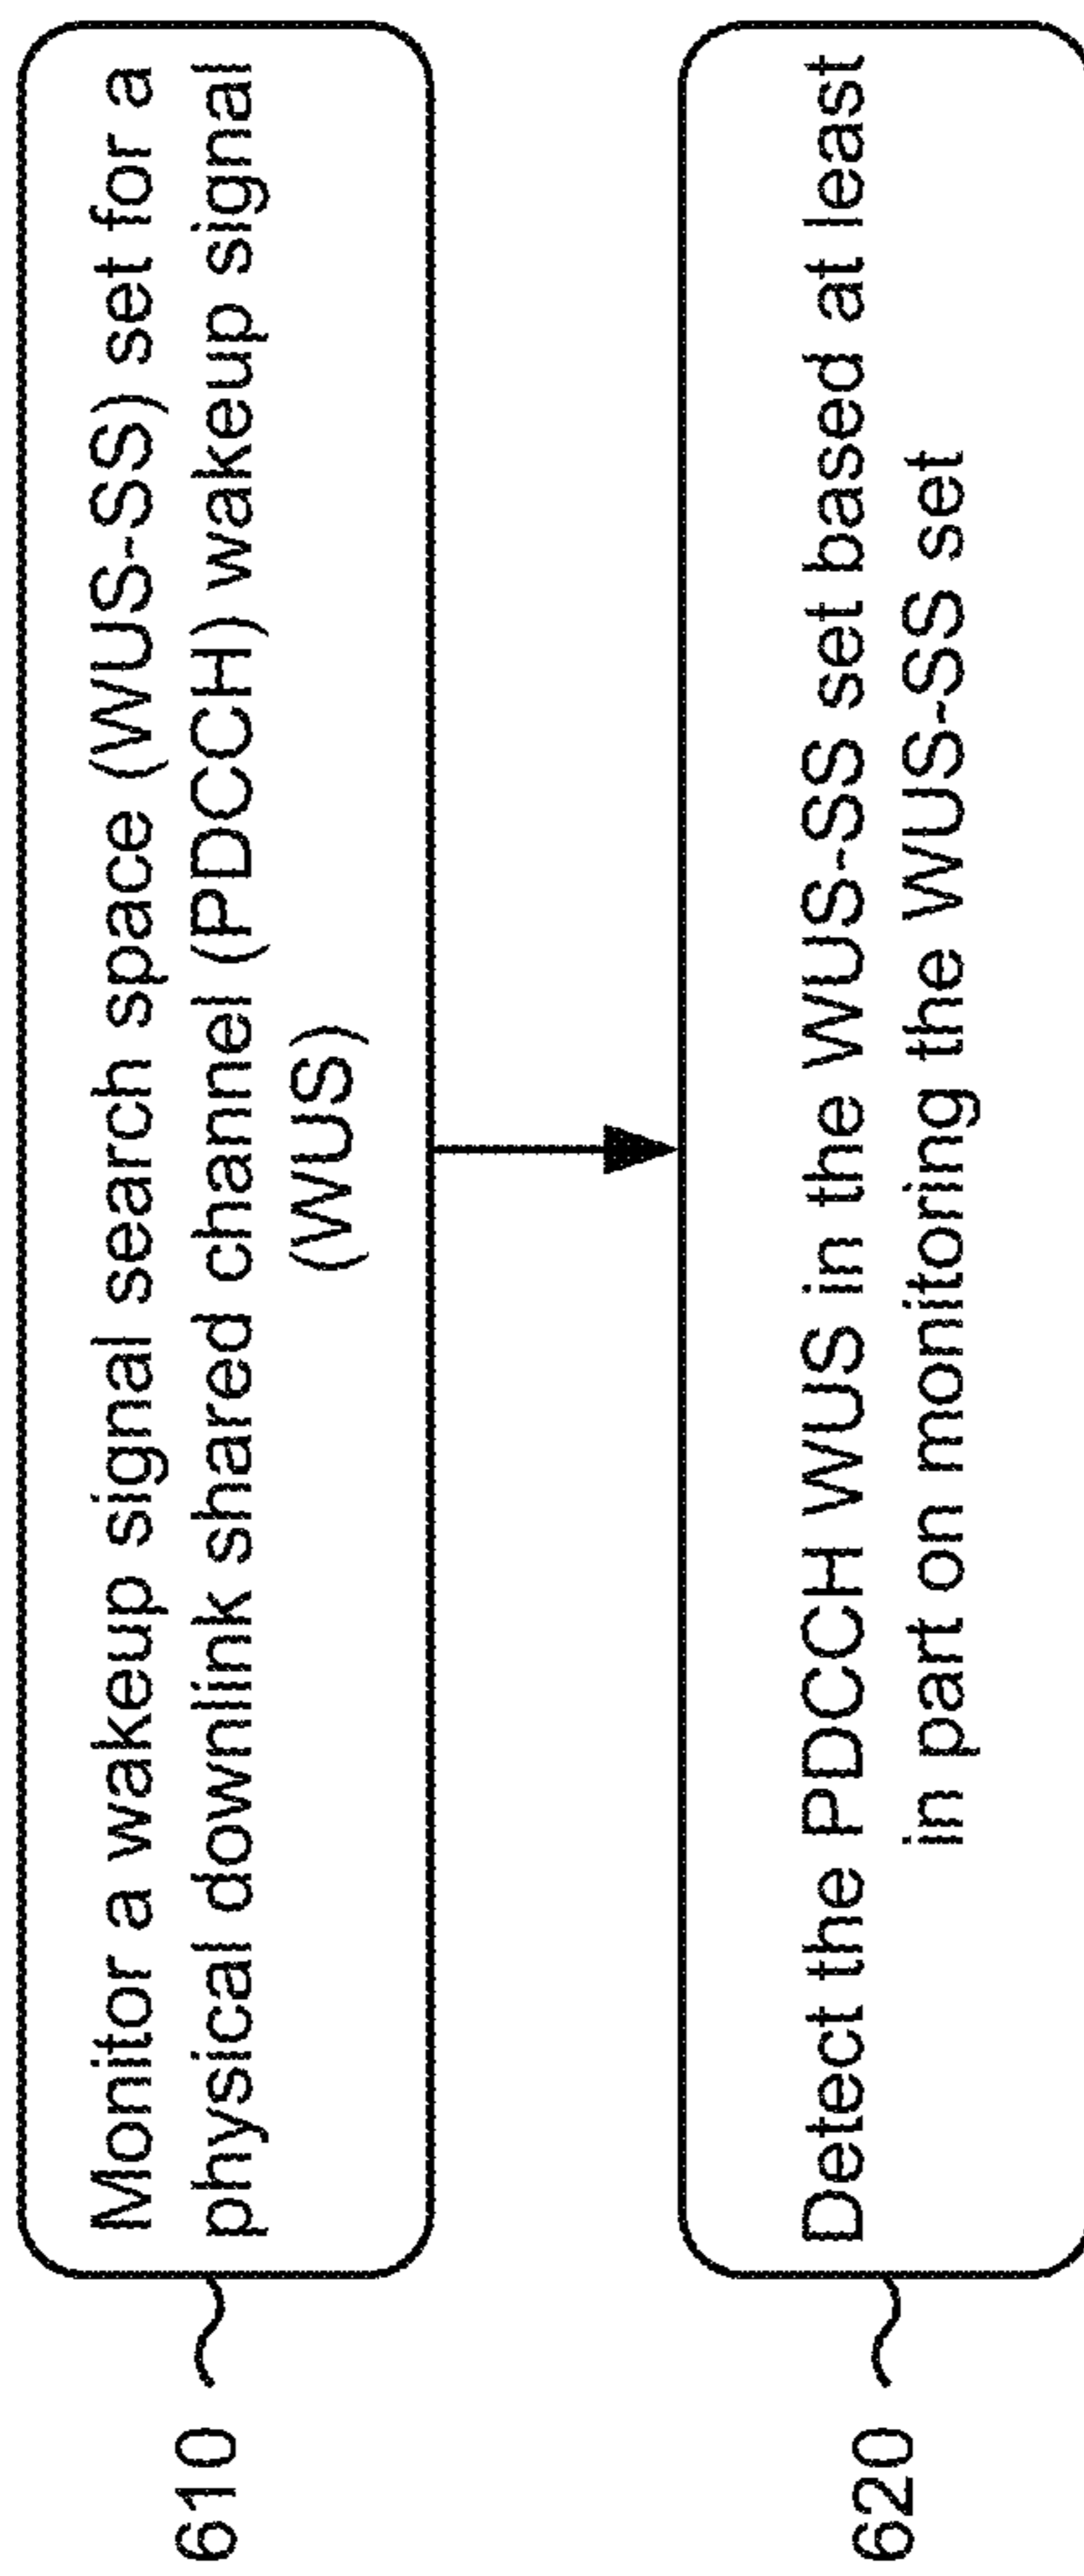 610
Monitor a wakeup signal search space (WUS-SS) set for a
physical downlink shared channel (PDCCH) wakeup signal
(WUS)
620
Detect the PDCCH WUS in the WUS-SS set based at least
in part on monitoring the WUS-SS set